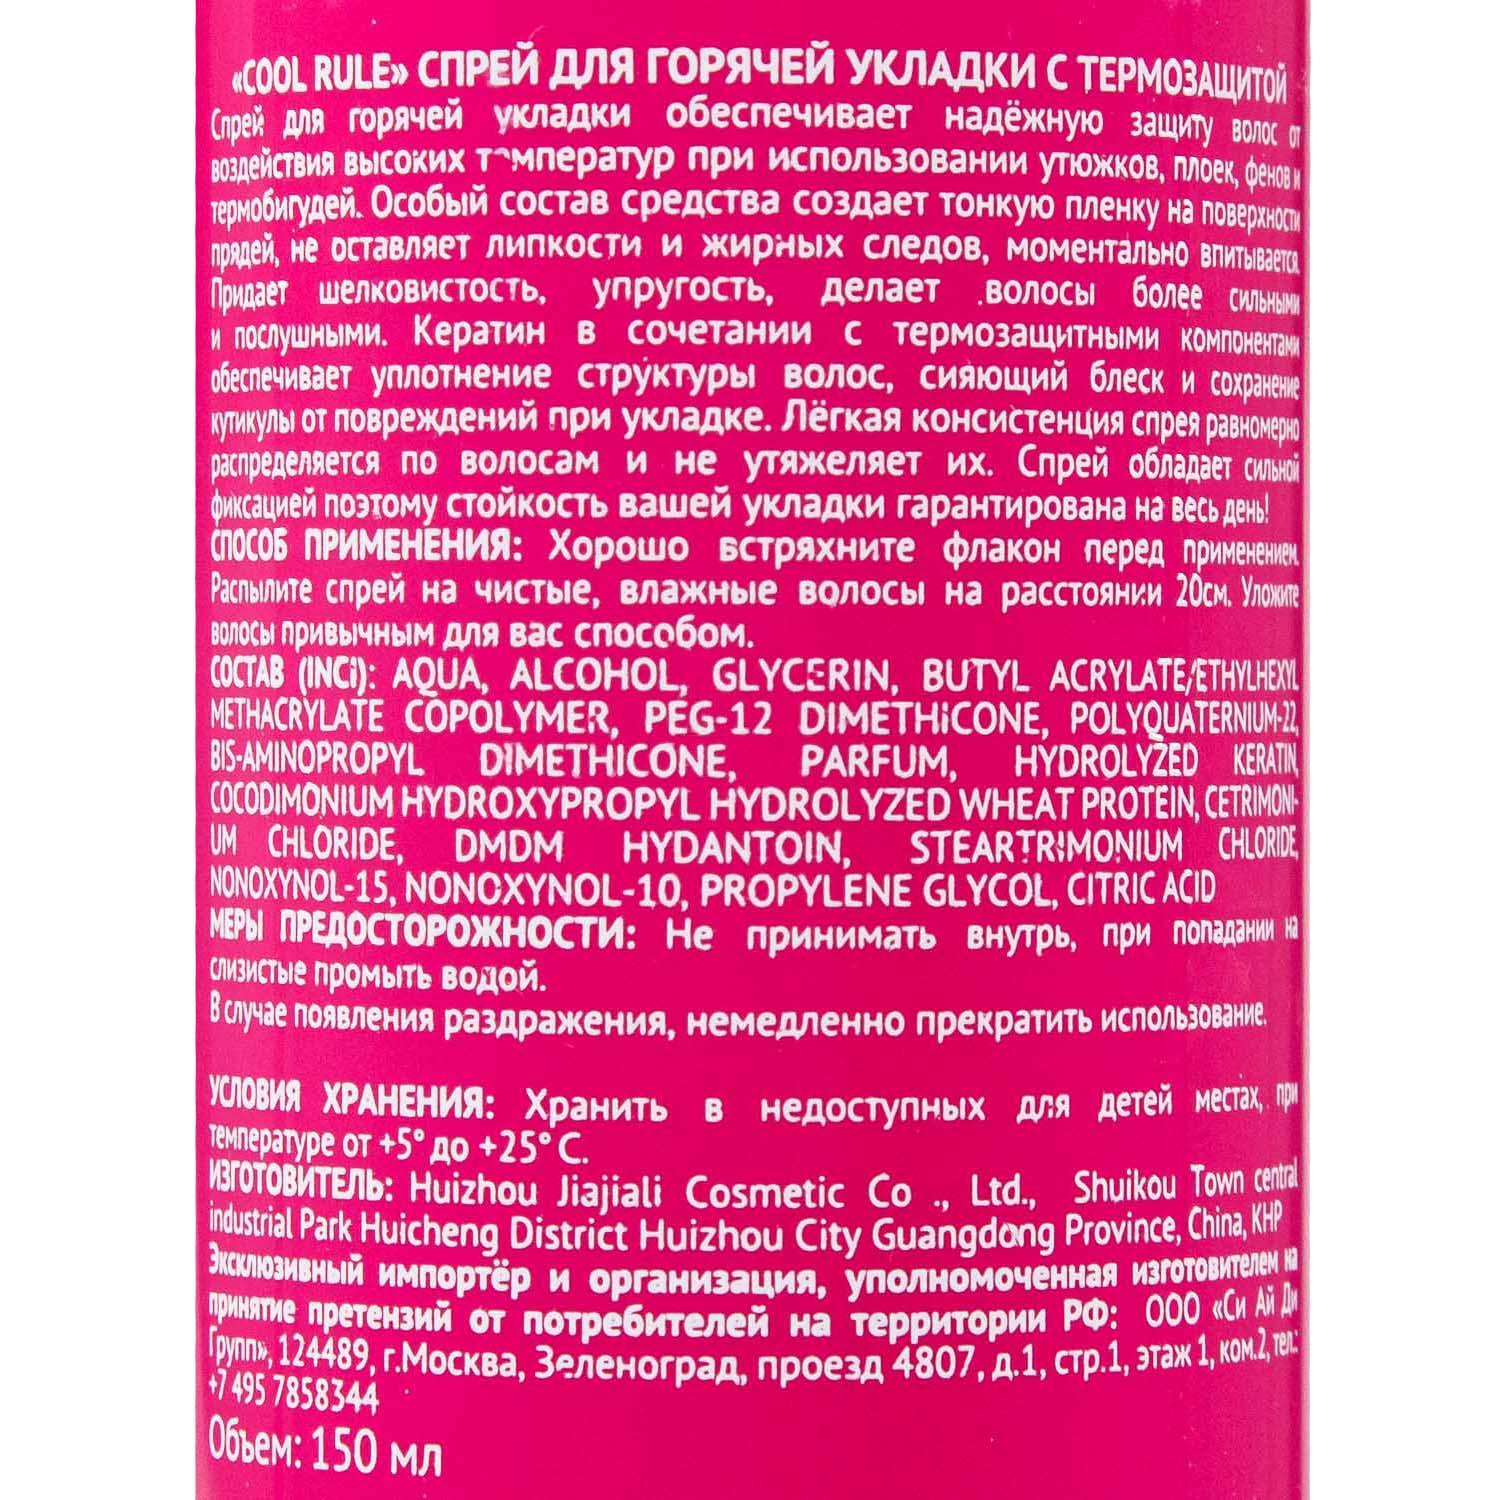 «COOL RULE» СПРЕЙ ДЛЯ ГОРЯЧЕЙ УКЛАДКИ С ТЕРМОЗАЩИТОЙ
Спрей для горячей укладки обеспечивает надёжную защиту волос от
воздействия высоких температур при использовании утюжков, плоек, фенов и
термобигудей. Особый состав средства создает тонкую пленку на поверхности
прядей, не оставляет липкости и жирных следов, моментально впитывается.
Придает шелковистость, упругость, делает волосы более сильными
и послушными. Кератин в сочетании с термозащитными компонентами
обеспечивает уплотнение структуры волос, сияющий блеск и сохранение
кутикулы от повреждений при укладке. Лёгкая консистенция спрея равномерно
распределяется по волосам и не утяжеляет их. Спрей обладает сильной
фиксацией поэтому стойкость вашей укладки гарантирована на весь день!
СПОСОБ ПРИМЕНЕНИЯ: Хорошо встряхните флакон перед применением.
Распылите спрей на чистые, влажные волосы на расстоянии 20см. Уложите
волосы привычным для вас способом.
СОСТАВ (INCi): AQUA, ALCOHOL, GLYCERIN, BUTYL ACRYLATE/ETHYLHEXYL
METHACRYLATE COPOLYMER, PEG-12 DIMETHiCONE, POLYQUATERNIUM-22,
BIS-AMINOPROPYL DIMETHICONE, PARFUM, HYDROLYZED KERATIN,
COCODIMONIUM HYDROXYPROPYL HYDROLYZED WHEAT PROTEIN, CETRIMONI-
UM CHLORIDE, DMDM HYDANTOIN, STEARTRIMONIUM CHLORIDE,
NONOXYNOL-15, NONOXYNOL-10, PROPYLENE GLYCOL, CITRIC ACID
МЕРЫ ПРЕДОСТОРОЖНОСТИ: Не принимать внутрь, при попадании на
слизистые промыть водой.
В случае появления раздражения, немедленно прекратить использование.
УСЛОВИЯ ХРАНЕНИЯ: Хранить в недоступных для детей местах, при
температуре от +5° до +25° C.
ИЗГОТОВИТЕЛЬ: Huizhou Jiajiali Cosmetic Co ., Ltd., Shuikou Town central
industrial Park Huicheng District Huizhou City Guangdong Province, China, КНР
Эксклюзивный импортёр и организация, уполномоченная изготовителем на
принятие претензий от потребителей на территории РФ: ООО «Си Ай Ди
Групп», 124489, г.Москва, Зеленоград, проезд 4807, д.1, стр.1, этаж 1, ком.2, тел.:
+7 495 7858344
Объем: 150 мл